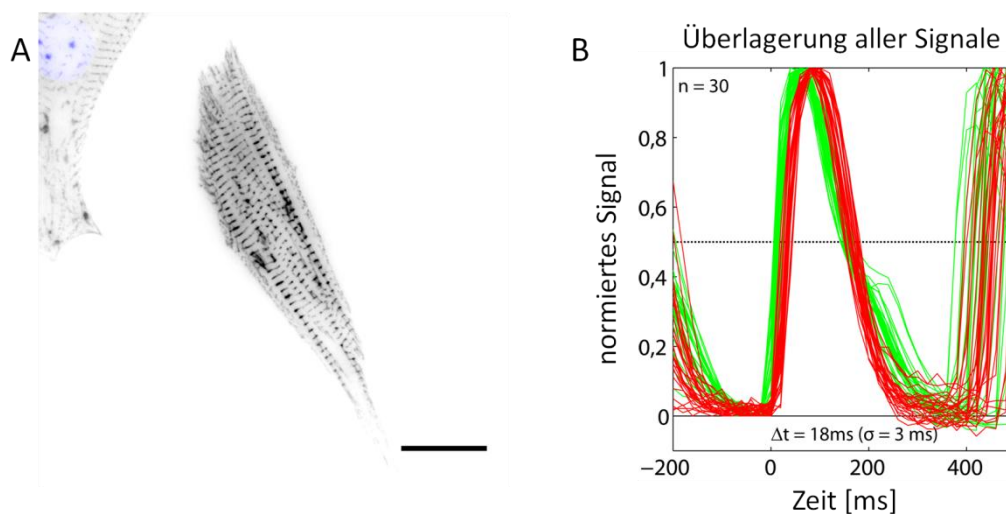 A
B
Überlagerung aller Signale
n = 30
normiertes Signal
1
0,8
0,6
0,4
0,2
0
Δt = 18ms (σ = 3 ms)
−200
0
200
400
Zeit [ms]